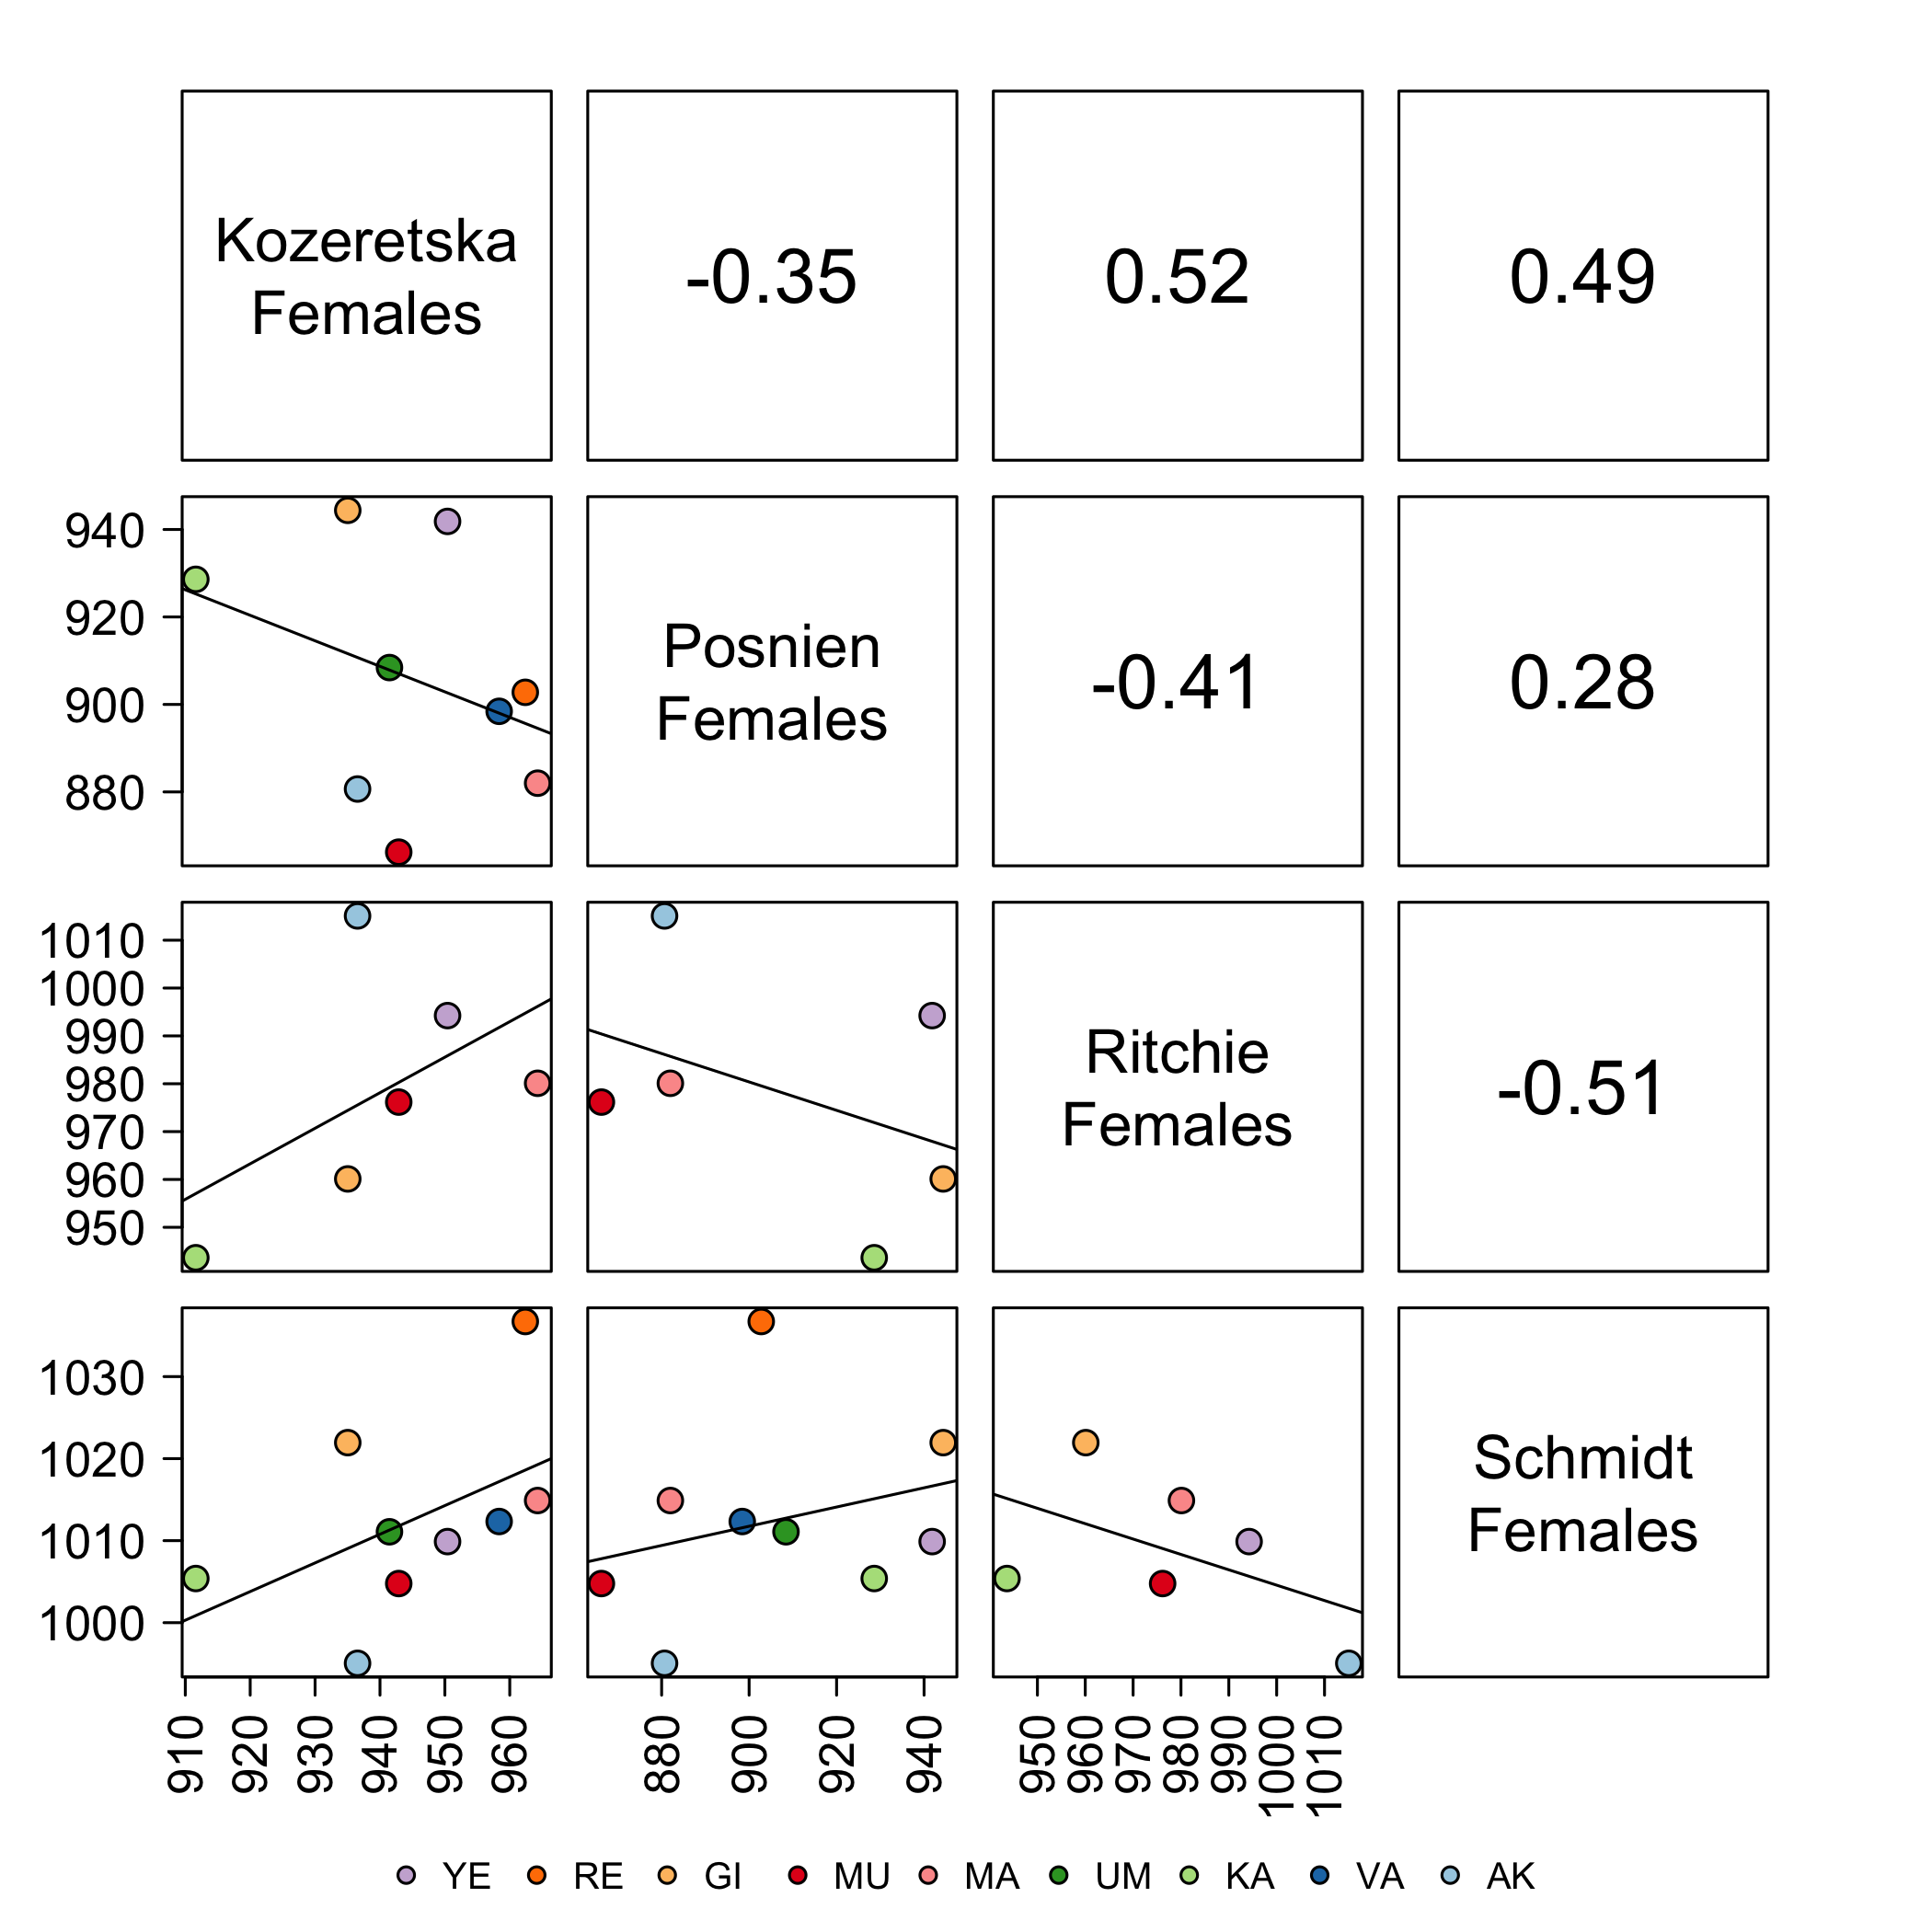 Kozeretska
Females
-0.35
0.52
0.49
940
920
900
880
Posnien
Females
-0.41
0.28
1010
1000
990
980
970
960
950
Ritchie
Females
-0.51
1030
1020
1010
1000
Schmidt
Females
910 920 930 940 950 960
880 900 920 940
950 960 970 980 990 1000 1010
YE RE GI MU MA UM KA VA AK